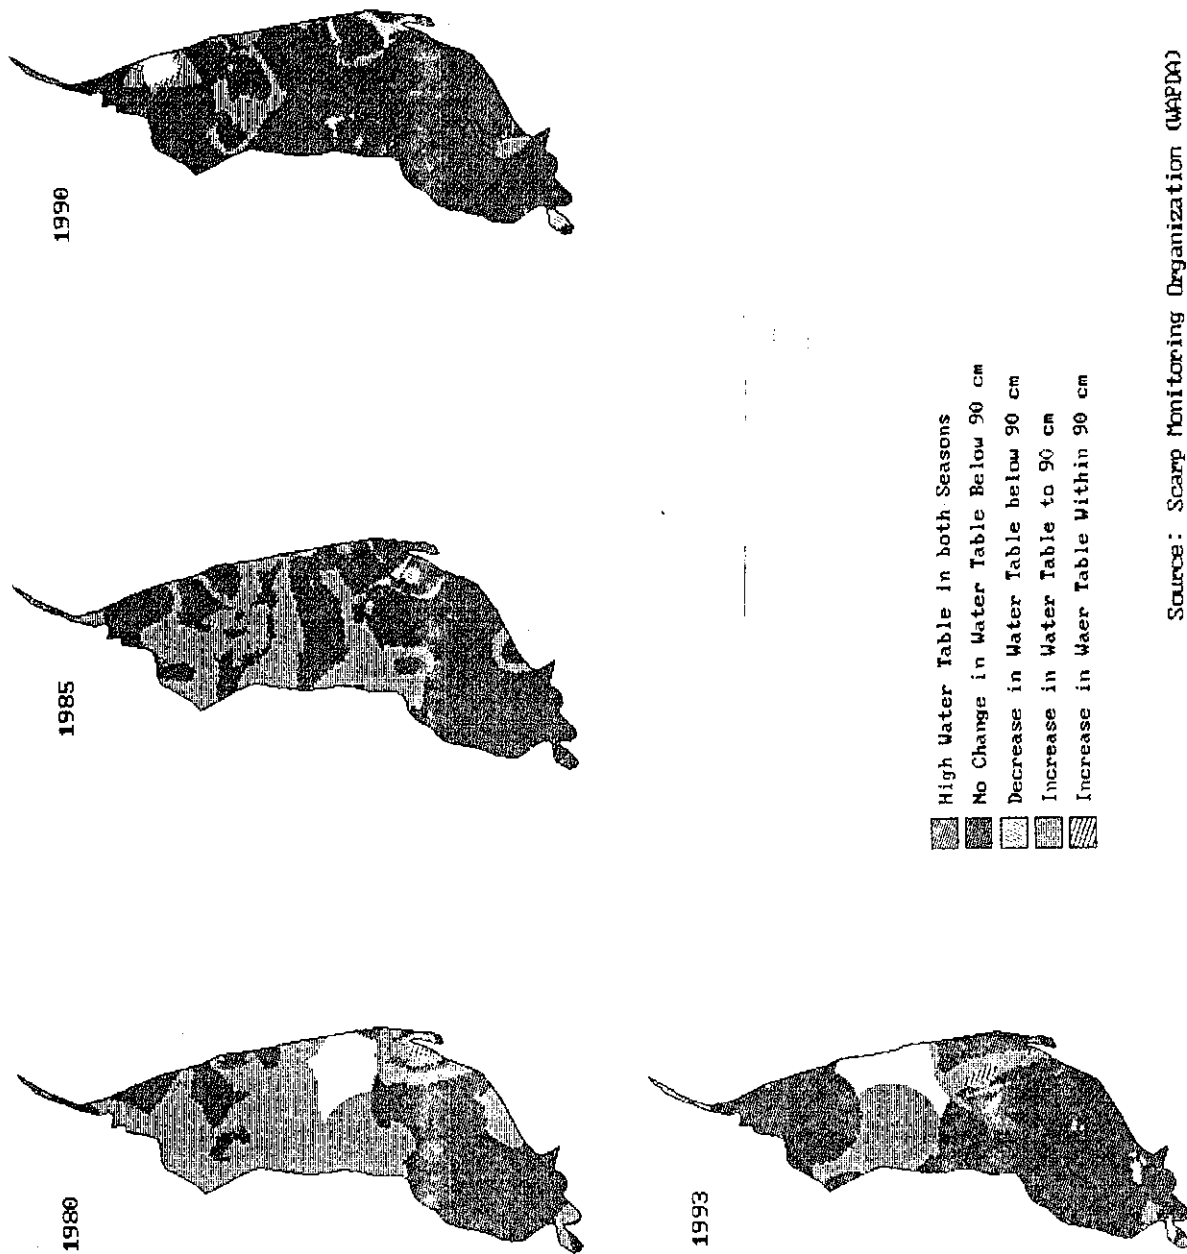 1980
1985
1990
1993
High Water Table in both Seasons
No Change in Water Table Below 90 cm
Decrease in Water Table below 90 cm
Increase in Water Table to 90 cm
Increase in Waer Table Within 90 cm
Source: Scarp Monitoring Organization (WAPDA)